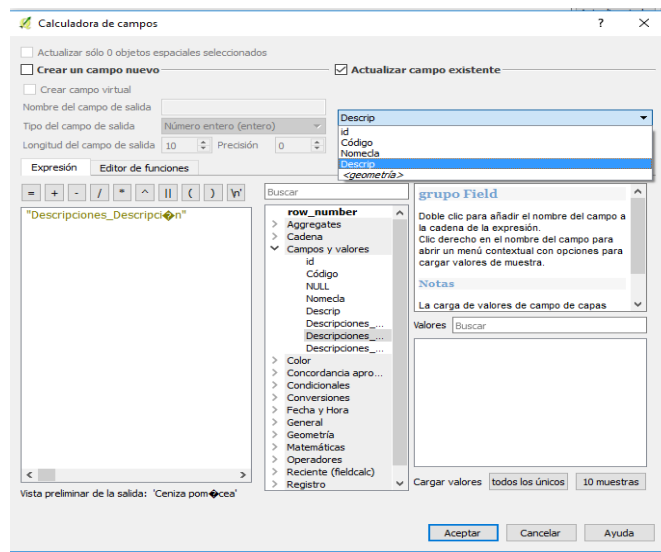 Calculadora de campos ? ×
Actualizar sólo 0 objetos espaciales seleccionados
Crear un campo nuevo
Actualizar campo existente
Crear campo virtual
Nombre del campo de salida
Tipo del campo de salida Número entero (entero)
Longitud del campo de salida 10 Precisión 0
Descrip
id
Código
Nomecla
Descrip
<geometría>
Expresión Editor de funciones
= + - / * ^ || ( ) '\n'
"Descripciones_Descripci�n"
Buscar
row_number
Aggregates
Cadena
Campos y valores
id
Código
NULL
Nomecla
Descrip
Descripciones_...
Descripciones_...
Descripciones_...
Color
Concordancia apro...
Condicionales
Conversiones
Fecha y Hora
General
Geometría
Matemáticas
Operadores
Reciente (fieldcalc)
Registro
grupo Field
Doble clic para añadir el nombre del campo a
la cadena de la expresión.
Clic derecho en el nombre del campo para
abrir un menú contextual con opciones para
cargar valores de muestra.
Notas
La carga de valores de campo de capas
Valores Buscar
Cargar valores todos los únicos 10 muestras
Vista preliminar de la salida: 'Ceniza pom�cea'
Aceptar Cancelar Ayuda